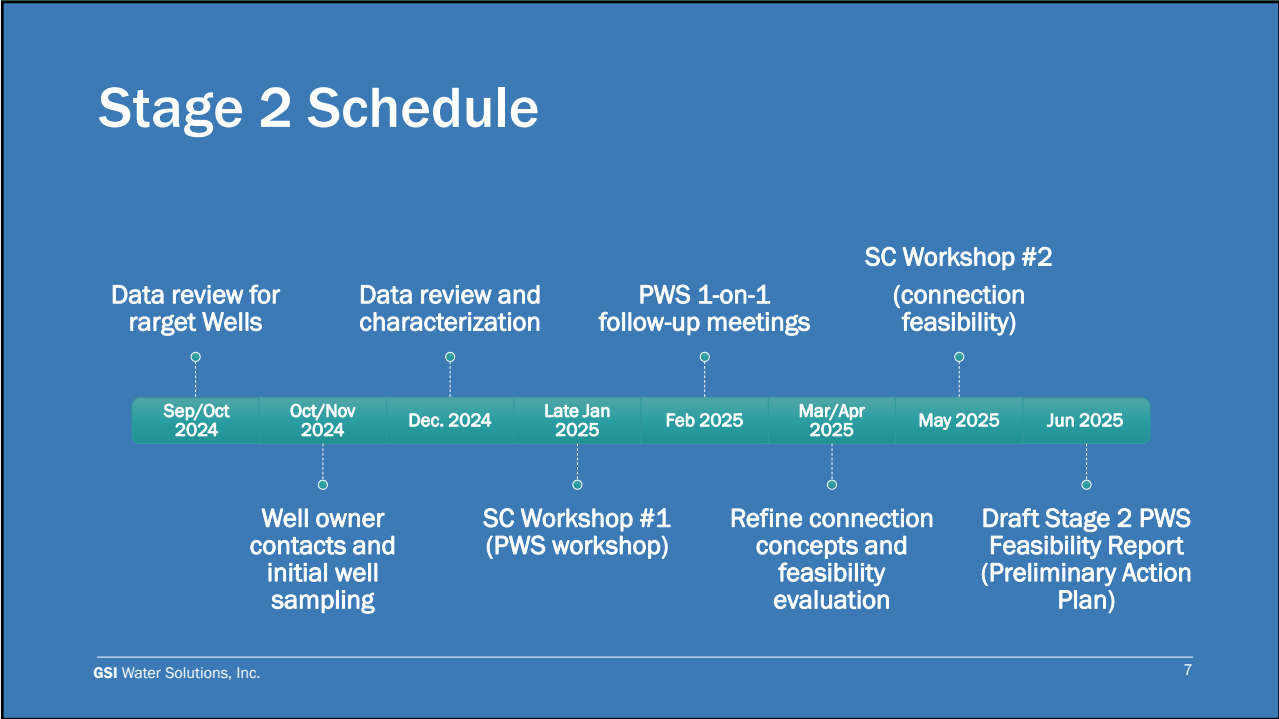 Stage 2 Schedule
Data review for
rarget Wells
Data review and
characterization
PWS 1-on-1
follow-up meetings
SC Workshop #2
(connection
feasibility)
Sep/Oct
2024
Oct/Nov
2024
Dec. 2024
Late Jan
2025
Feb 2025
Mar/Apr
2025
May 2025
Jun 2025
Well owner
contacts and
initial well
sampling
SC Workshop #1
(PWS workshop)
Refine connection
concepts and
feasibility
evaluation
Draft Stage 2 PWS
Feasibility Report
(Preliminary Action
Plan)
GSI Water Solutions, Inc.
7